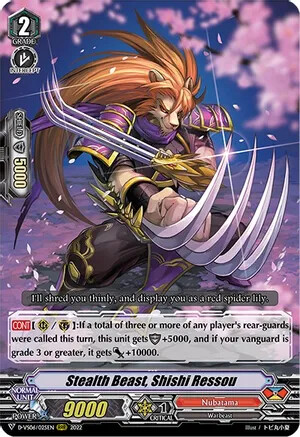 2
GRADE
INTERCEPT
SHIELD
5000
I'll shred you thinly, and display you as a red spider lily.
CONT【 / 】:If a total of three or more of any player's rear-guards were called this turn, this unit gets +5000, and if your vanguard is grade 3 or greater, it gets +10000.
Stealth Beast, Shishi Ressou
NORMAL UNIT
POWER
9000
1
CRITICAL
Nubatama
Warbeast
D-VS06/025EN RRR 2022
Illust / トビ丸小夏